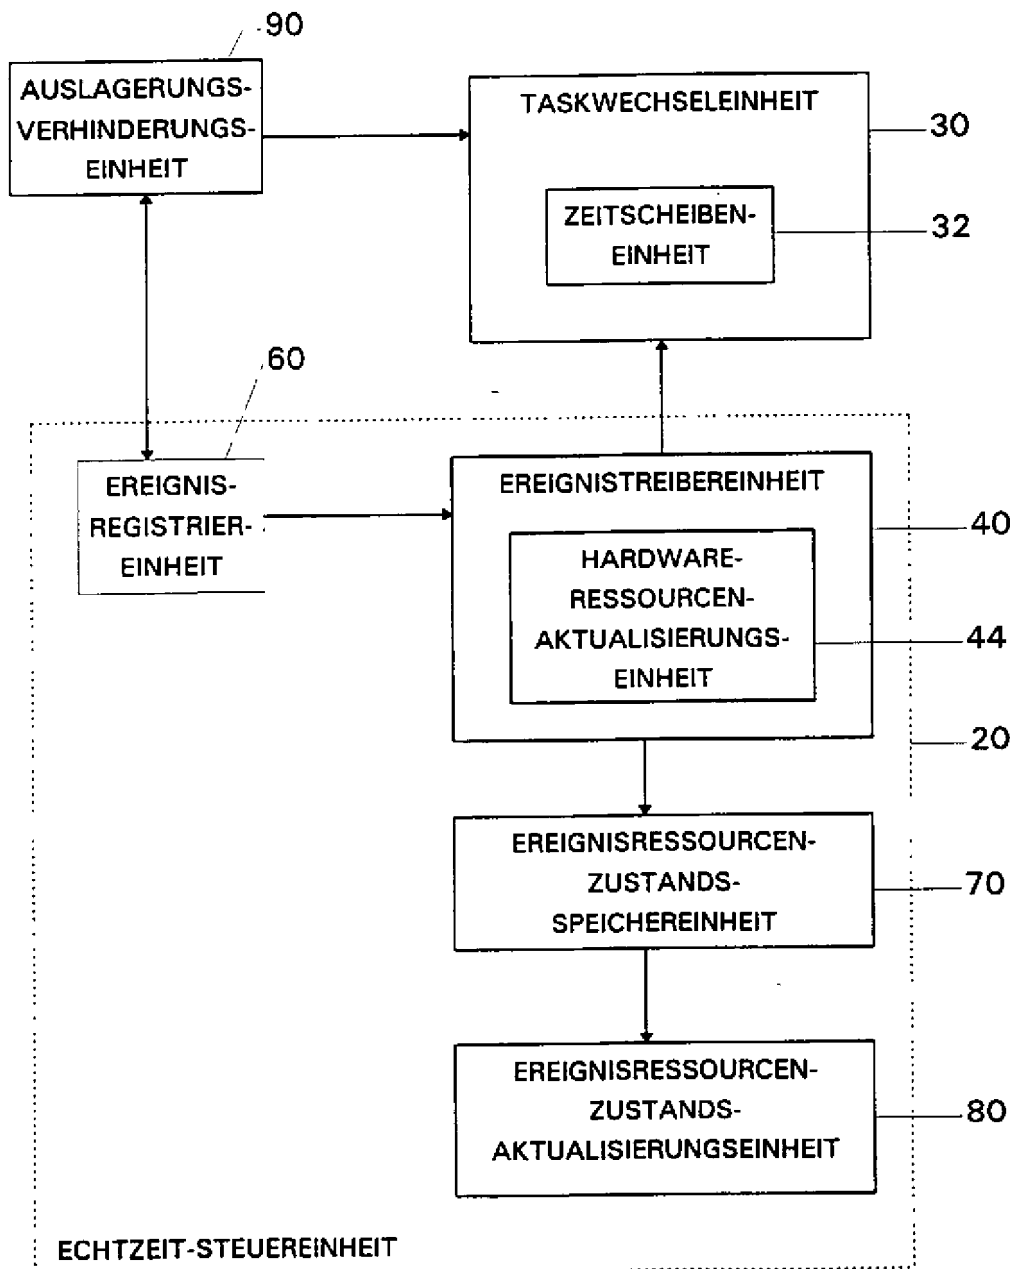 90
AUSLAGERUNGS-
VERHINDERUNGS-
EINHEIT
TASKWECHSELEINHEIT
30
ZEITSCHEIBEN-
EINHEIT
32
60
EREIGNIS-
REGISTRIER-
EINHEIT
EREIGNISTREIBEREINHEIT
40
HARDWARE-
RESSOURCEN-
AKTUALISIERUNGS-
EINHEIT
44
20
EREIGNISRESSOURCEN-
ZUSTANDS-
SPEICHEREINHEIT
70
EREIGNISRESSOURCEN-
ZUSTANDS-
AKTUALISIERUNGSEINHEIT
80
ECHTZEIT-STEUEREINHEIT